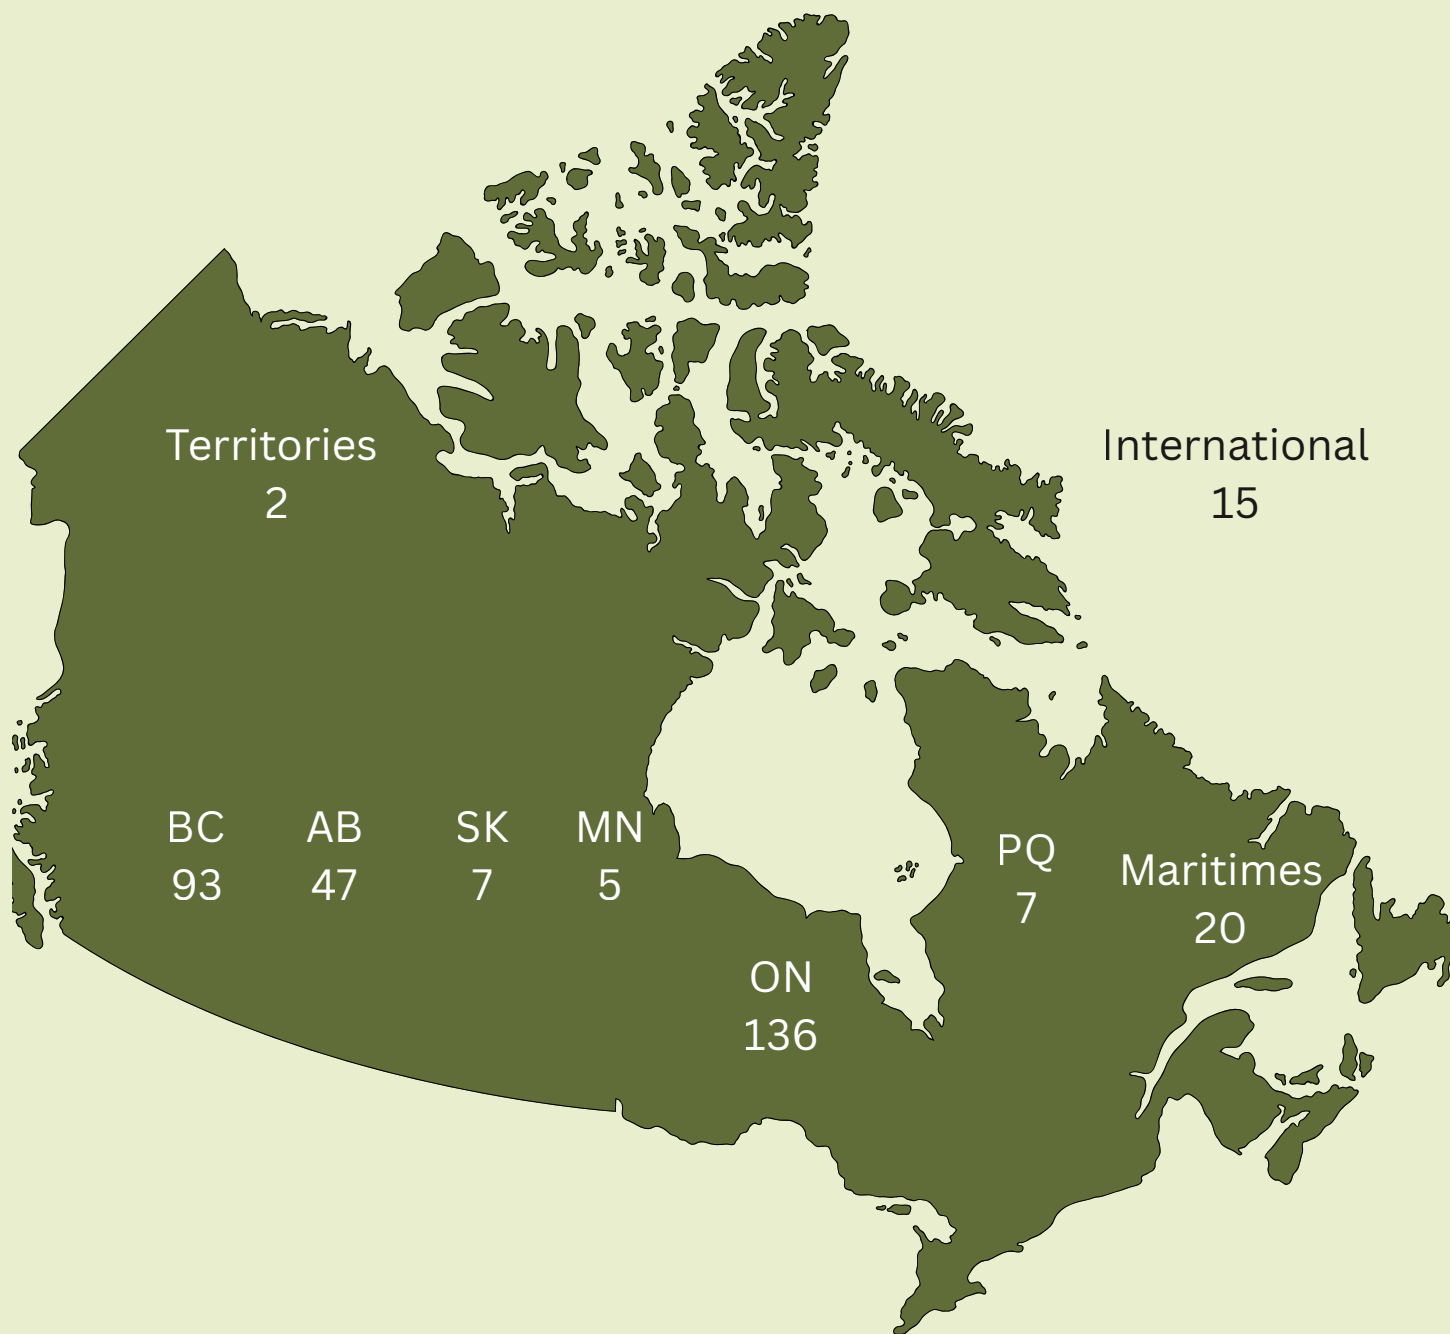 Territories
2
International
15
BC
93
AB
47
SK
7
MN
5
PQ
7
Maritimes
20
ON
136